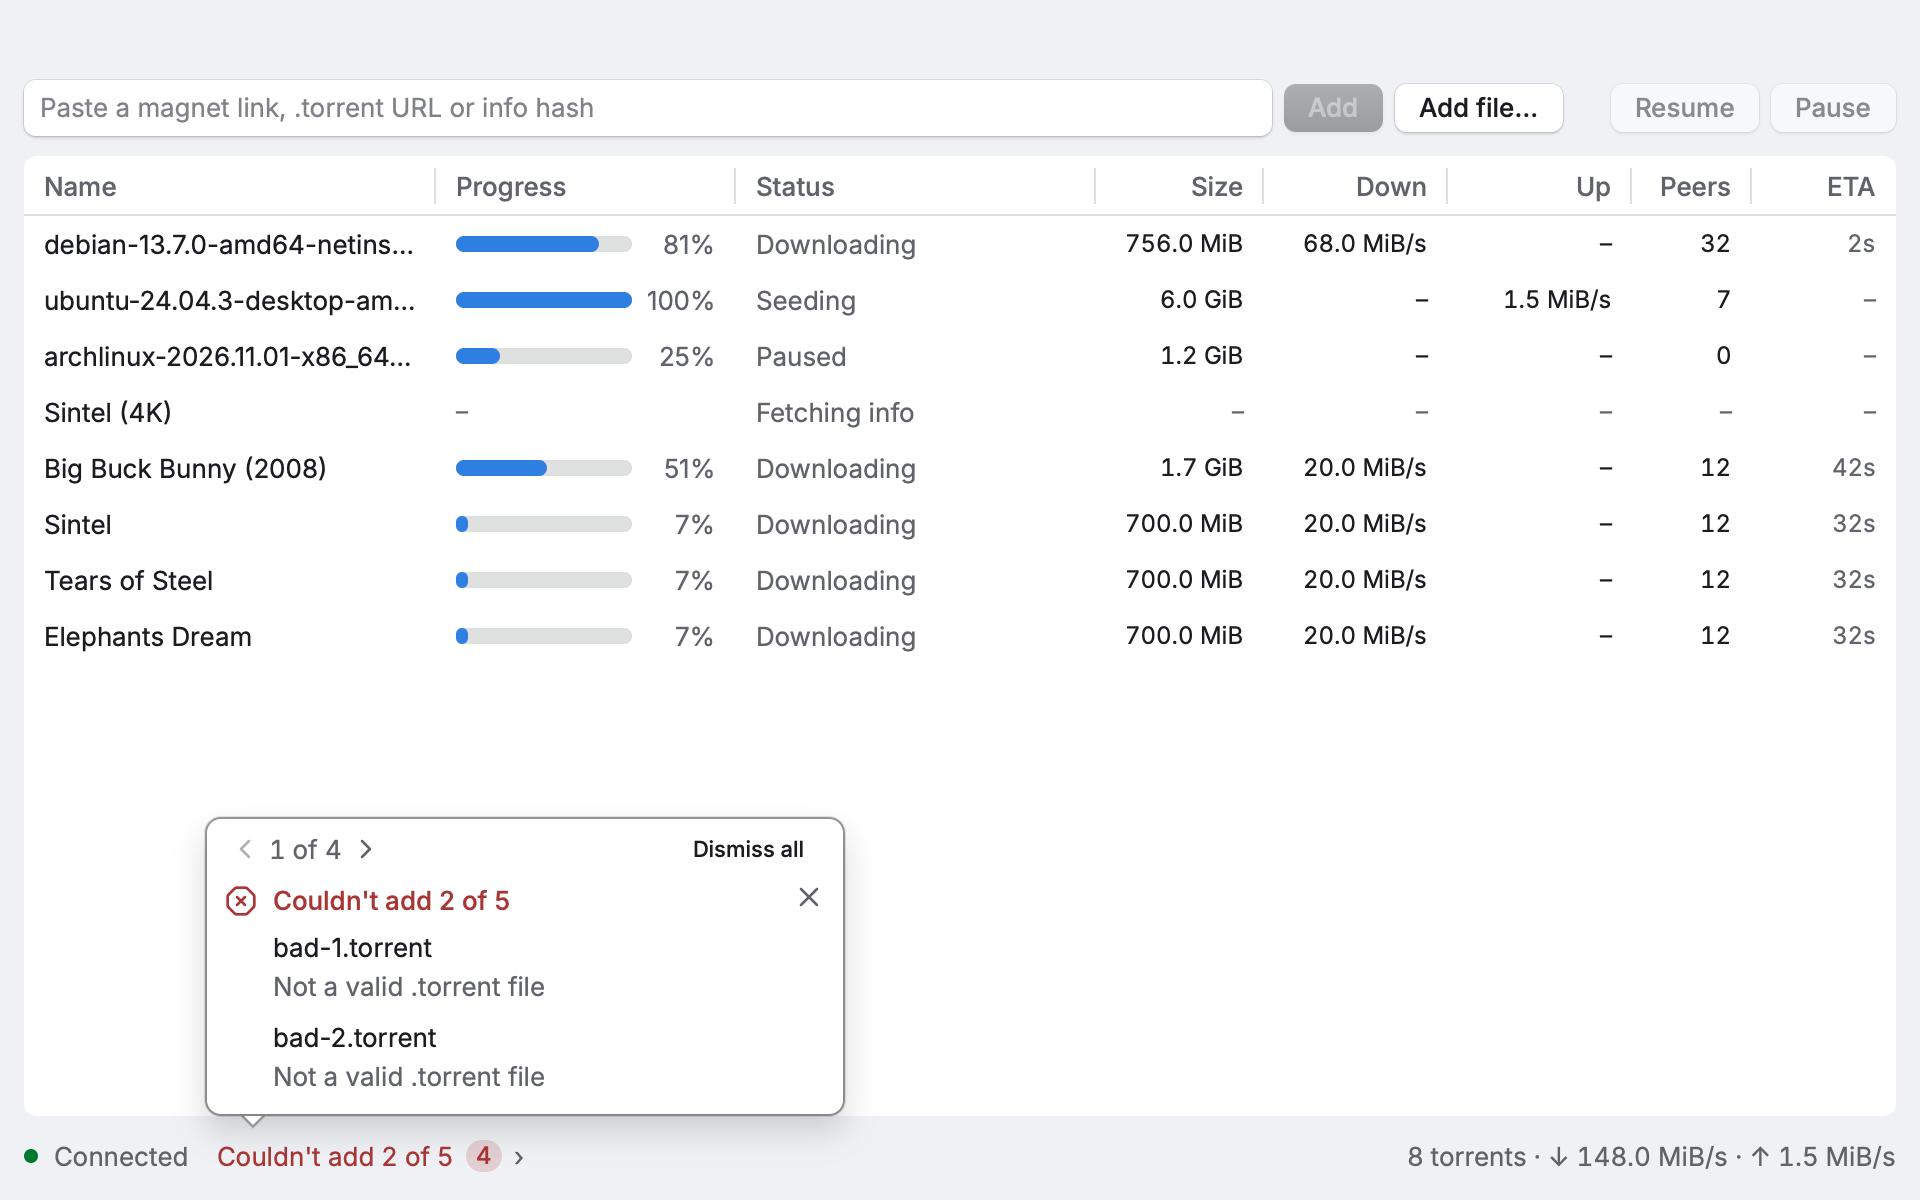 Paste a magnet link, .torrent URL or info hash Add Add file... Resume Pause
Name Progress Status Size Down Up Peers ETA
debian-13.7.0-amd64-netins... 81% Downloading 756.0 MiB 68.0 MiB/s – 32 2s
ubuntu-24.04.3-desktop-am... 100% Seeding 6.0 GiB – 1.5 MiB/s 7 –
archlinux-2026.11.01-x86_64... 25% Paused 1.2 GiB – – 0 –
Sintel (4K) – Fetching info – – – – –
Big Buck Bunny (2008) 51% Downloading 1.7 GiB 20.0 MiB/s – 12 42s
Sintel 7% Downloading 700.0 MiB 20.0 MiB/s – 12 32s
Tears of Steel 7% Downloading 700.0 MiB 20.0 MiB/s – 12 32s
Elephants Dream 7% Downloading 700.0 MiB 20.0 MiB/s – 12 32s
1 of 4 Dismiss all
Couldn't add 2 of 5
bad-1.torrent
Not a valid .torrent file
bad-2.torrent
Not a valid .torrent file
Connected Couldn't add 2 of 5 4 › 8 torrents · ↓ 148.0 MiB/s · ↑ 1.5 MiB/s